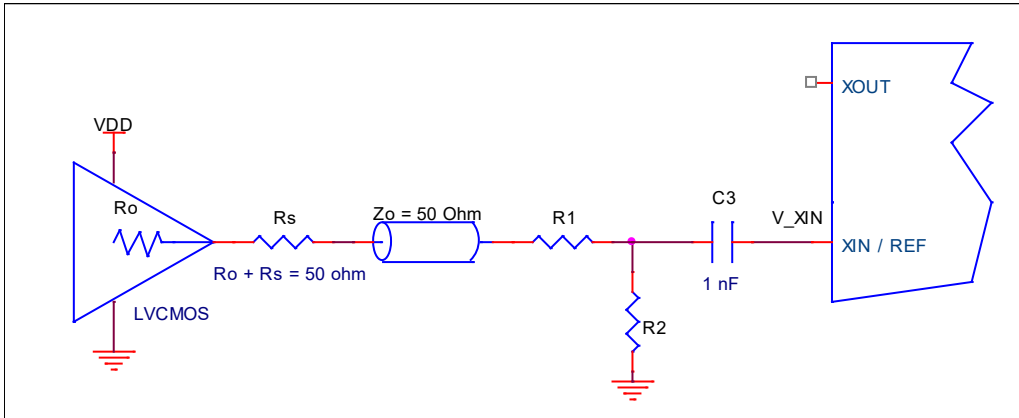 XOUT
VDD
Ro
Rs
Zo = 50 Ohm
R1
C3
V_XIN
XIN / REF
Ro + Rs = 50 ohm
1 nF
LVCMOS
R2